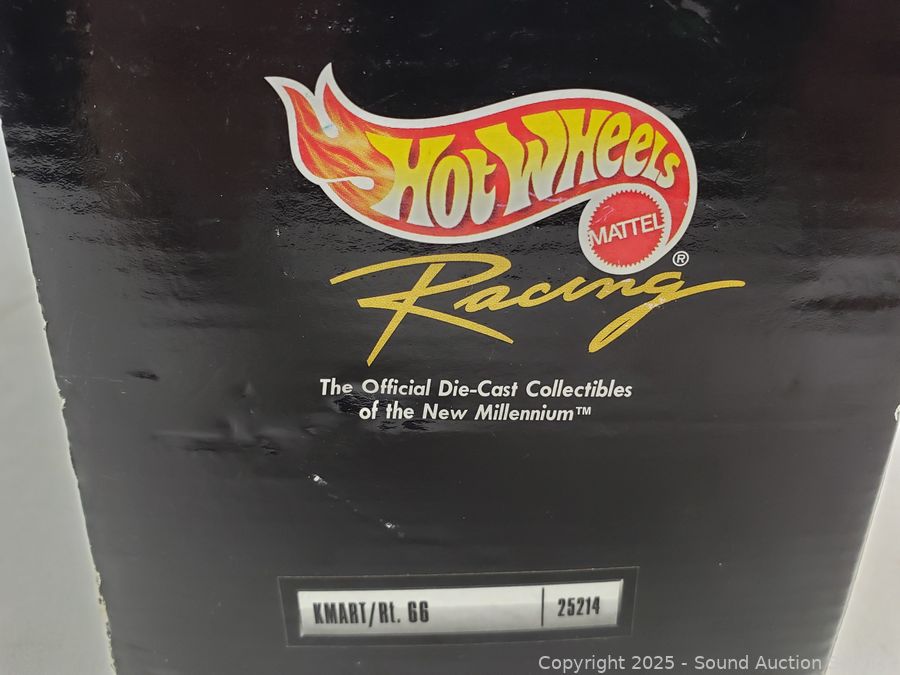 Hot Wheels
MATTEL
Racing®
The Official Die-Cast Collectibles
of the New Millennium™
KMART/Rt. 66 25214
Copyright 2025 - Sound Auction